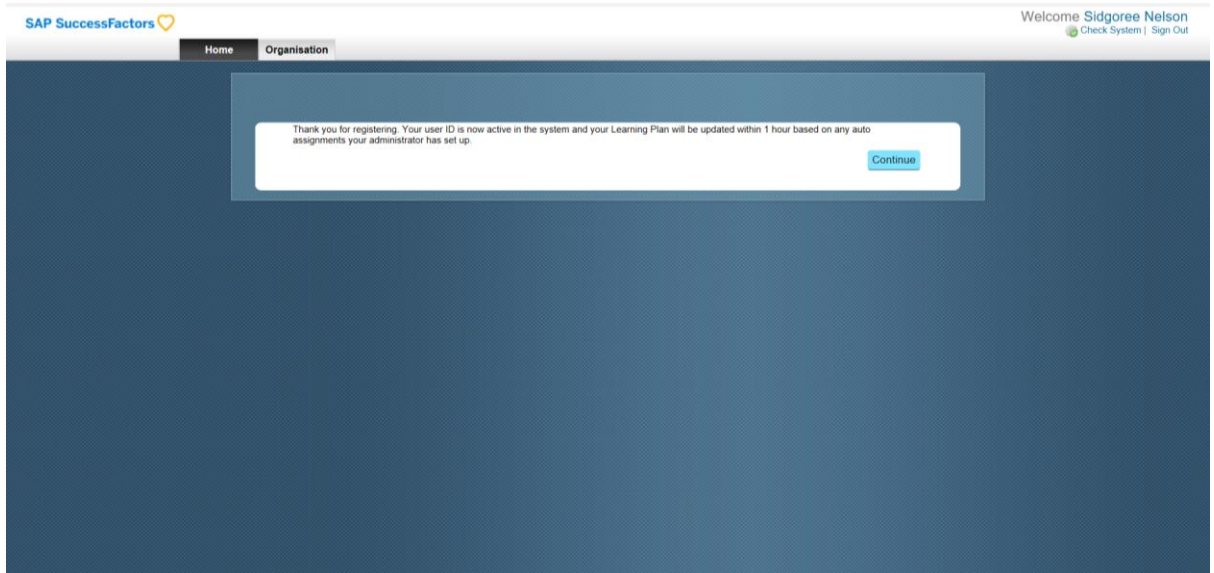 SAP SuccessFactors
Welcome Sidgoree Nelson
Check System | Sign Out
Home Organisation
Thank you for registering. Your user ID is now active in the system and your Learning Plan will be updated within 1 hour based on any auto
assignments your administrator has set up.
Continue